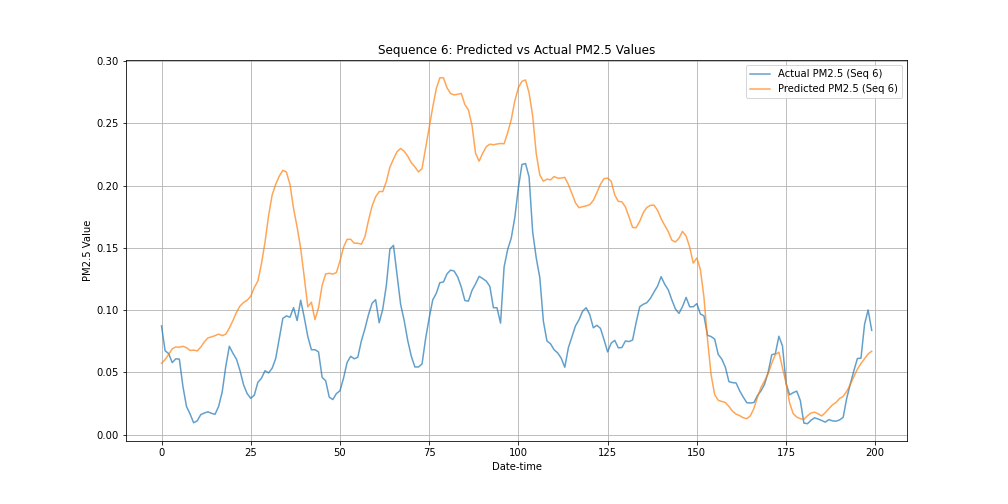 Sequence 6: Predicted vs Actual PM2.5 Values
Actual PM2.5 (Seq 6)
Predicted PM2.5 (Seq 6)
PM2.5 Value
0.30
0.25
0.20
0.15
0.10
0.05
0.00
0 25 50 75 100 125 150 175 200
Date-time